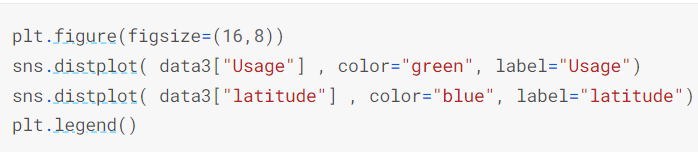 plt.figure(figsize=(16,8))
sns.distplot( data3["Usage"] , color="green", label="Usage")
sns.distplot( data3["latitude"] , color="blue", label="latitude")
plt.legend()